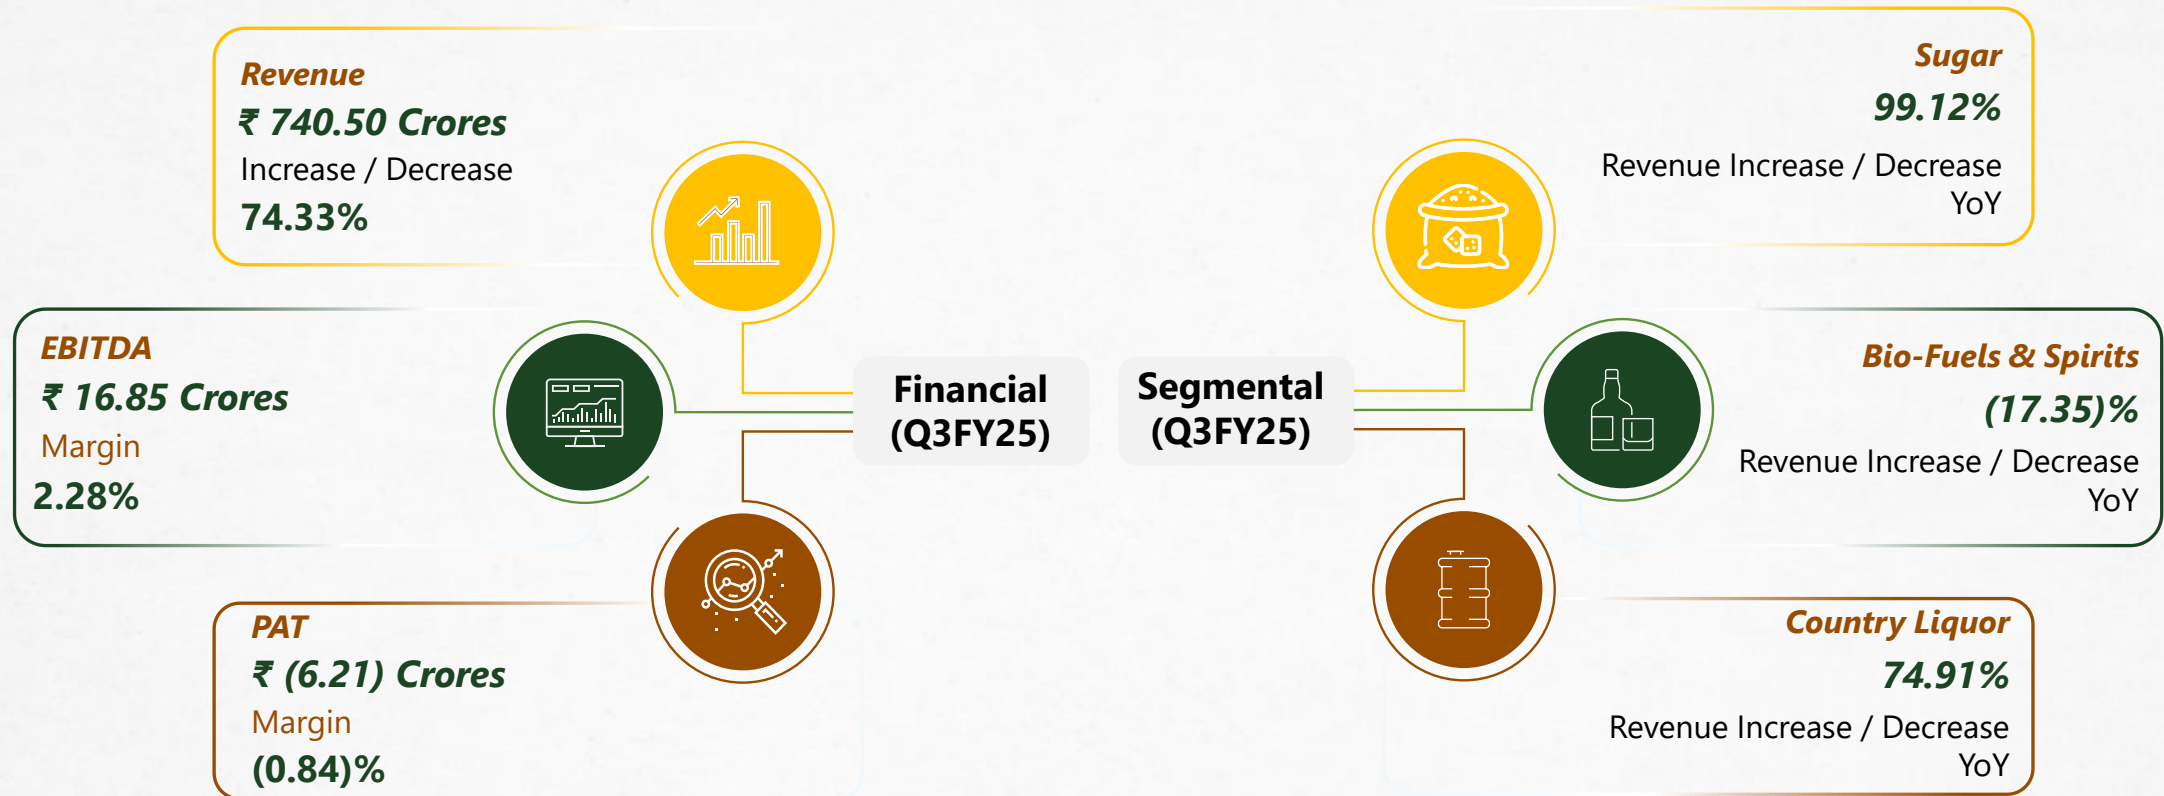 Revenue
₹ 740.50 Crores
Increase / Decrease
74.33%
EBITDA
₹ 16.85 Crores
Margin
2.28%
PAT
₹ (6.21) Crores
Margin
(0.84)%
Financial
(Q3FY25)
Segmental
(Q3FY25)
Sugar
99.12%
Revenue Increase / Decrease
YoY
Bio-Fuels & Spirits
(17.35)%
Revenue Increase / Decrease
YoY
Country Liquor
74.91%
Revenue Increase / Decrease
YoY